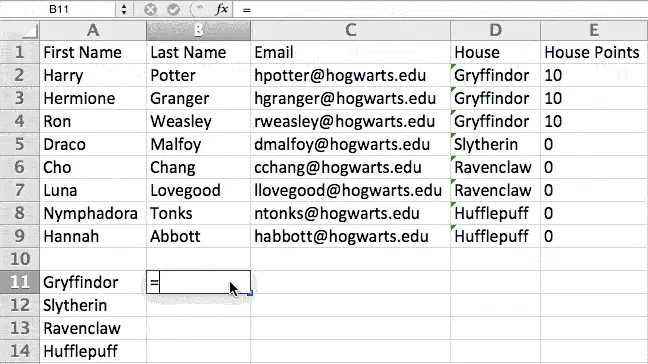 B11 fx =
A B C D E
1 First Name Last Name Email House House Points
2 Harry Potter hpotter@hogwarts.edu Gryffindor 10
3 Hermione Granger hgranger@hogwarts.edu Gryffindor 10
4 Ron Weasley rweasley@hogwarts.edu Gryffindor 10
5 Draco Malfoy dmalfoy@hogwarts.edu Slytherin 0
6 Cho Chang cchang@hogwarts.edu Ravenclaw 0
7 Luna Lovegood llovegood@hogwarts.edu Ravenclaw 0
8 Nymphadora Tonks ntonks@hogwarts.edu Hufflepuff 0
9 Hannah Abbott habbott@hogwarts.edu Hufflepuff 0
10
11 Gryffindor =
12 Slytherin
13 Ravenclaw
14 Hufflepuff